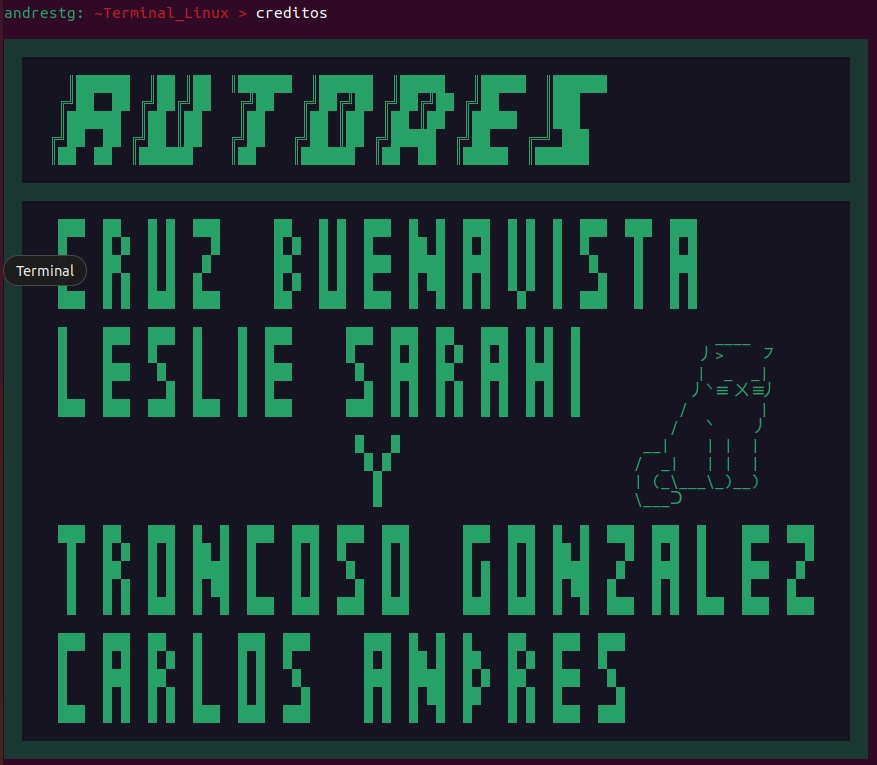 andrestg: ~Terminal_Linux > creditos
AUTORES
CRUZ BUENAVISTA
Terminal
LESLIE SARAHI
Y
TRONCOSO GONZALEZ
CARLOS ANDRES